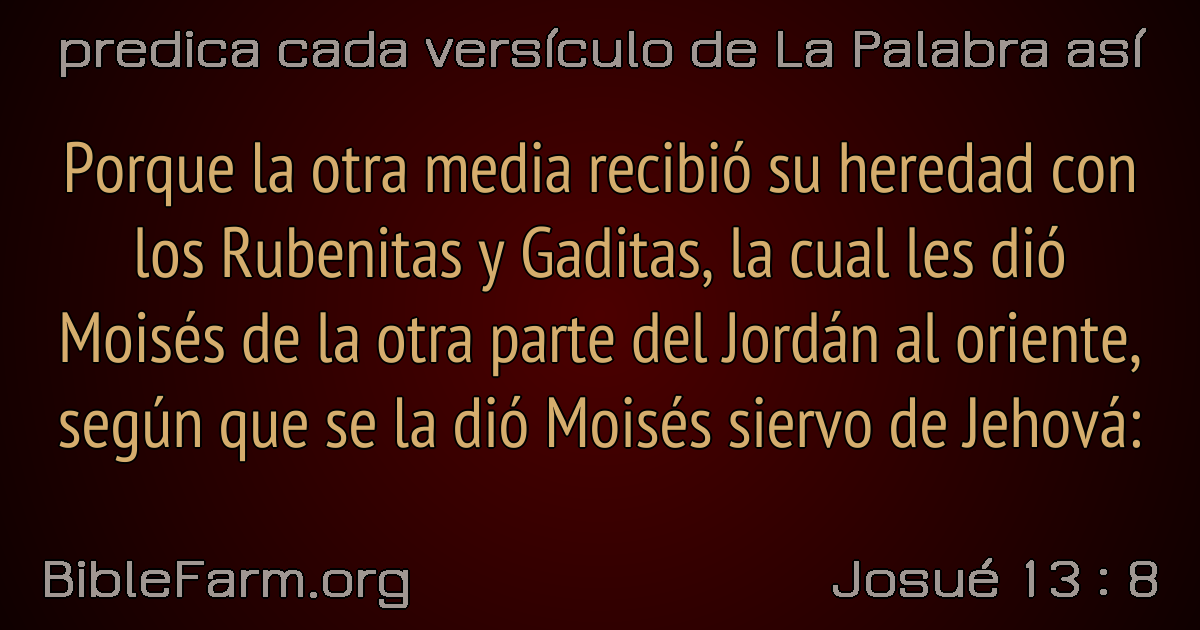 predica cada versículo de La Palabra así
Porque la otra media recibió su heredad con
los Rubenitas y Gaditas, la cual les dió
Moisés de la otra parte del Jordán al oriente,
según que se la dió Moisés siervo de Jehová:
BibleFarm.org
Josué 13 : 8